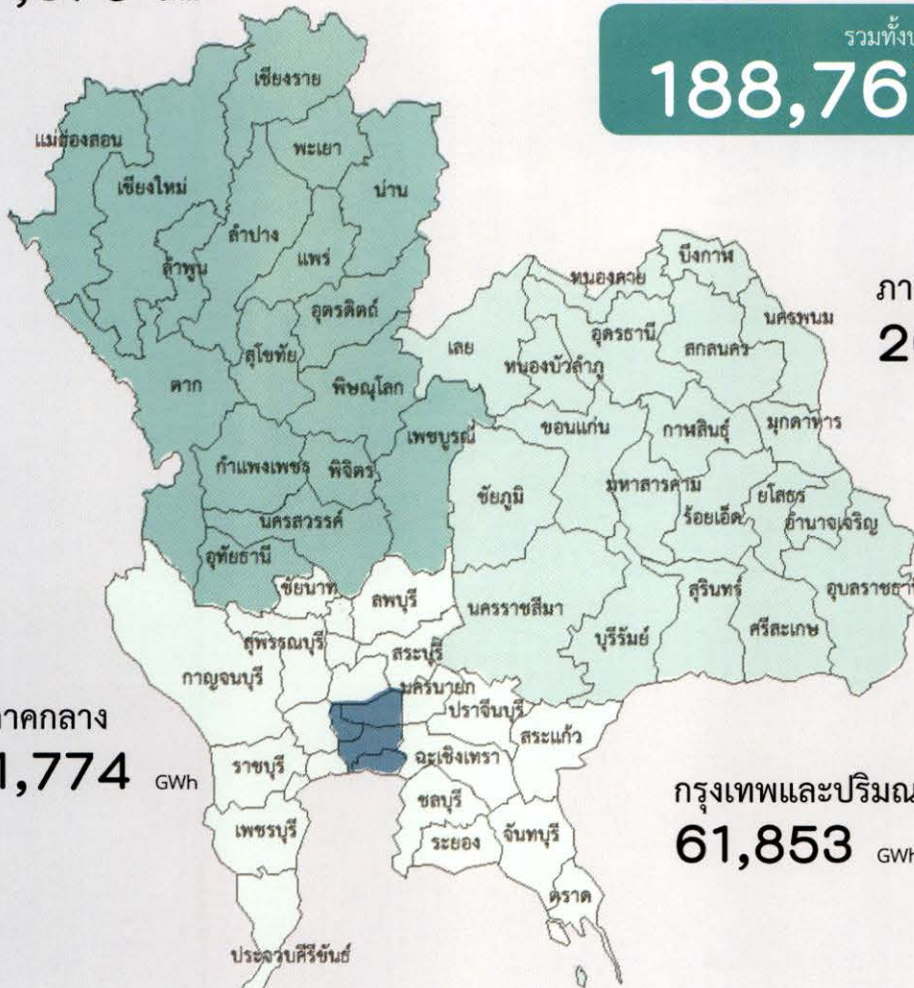 รวมทั้ง
188,76
เชียงราย
แม่ฮ่องสอน
พะเยา
เชียงใหม่
น่าน
ลำปาง
แพร่
ลำพูน
บึงกาฬ
หนองคาย
อุตรดิตถ์
นครพนม
อุดรธานี
เลย
สกลนคร
สุโขทัย
หนองบัวลำภู
ตาก
พิษณุโลก
เพชบูรณ์
ขอนแก่น
กาฬสินธุ์
มุกดาหาร
กำแพงเพชร
พิจิตร
มหาสารคาม
ชัยภูมิ
ยโสธร
ร้อยเอ็ด
อำนาจเจริญ
นครสวรรค์
อุทัยธานี
ชัยนาท
ลพบุรี
นครราชสีมา
สุรินทร์
อุบลราชธา
บุรีรัมย์
ศรีสะเกษ
สุพรรณบุรี
สระบุรี
กาญจนบุรี
นครนายก
ปราจีนบุรี
าคกลาง
1,774 GWh
สระแก้ว
ราชบุรี
ฉะเชิงเทรา
ชลบุรี
กรุงเทพและปริมณ
61,853 GWh
เพชรบุรี
ระยอง
จันทบุรี
ตราด
ประจวบคีรีขันธ์